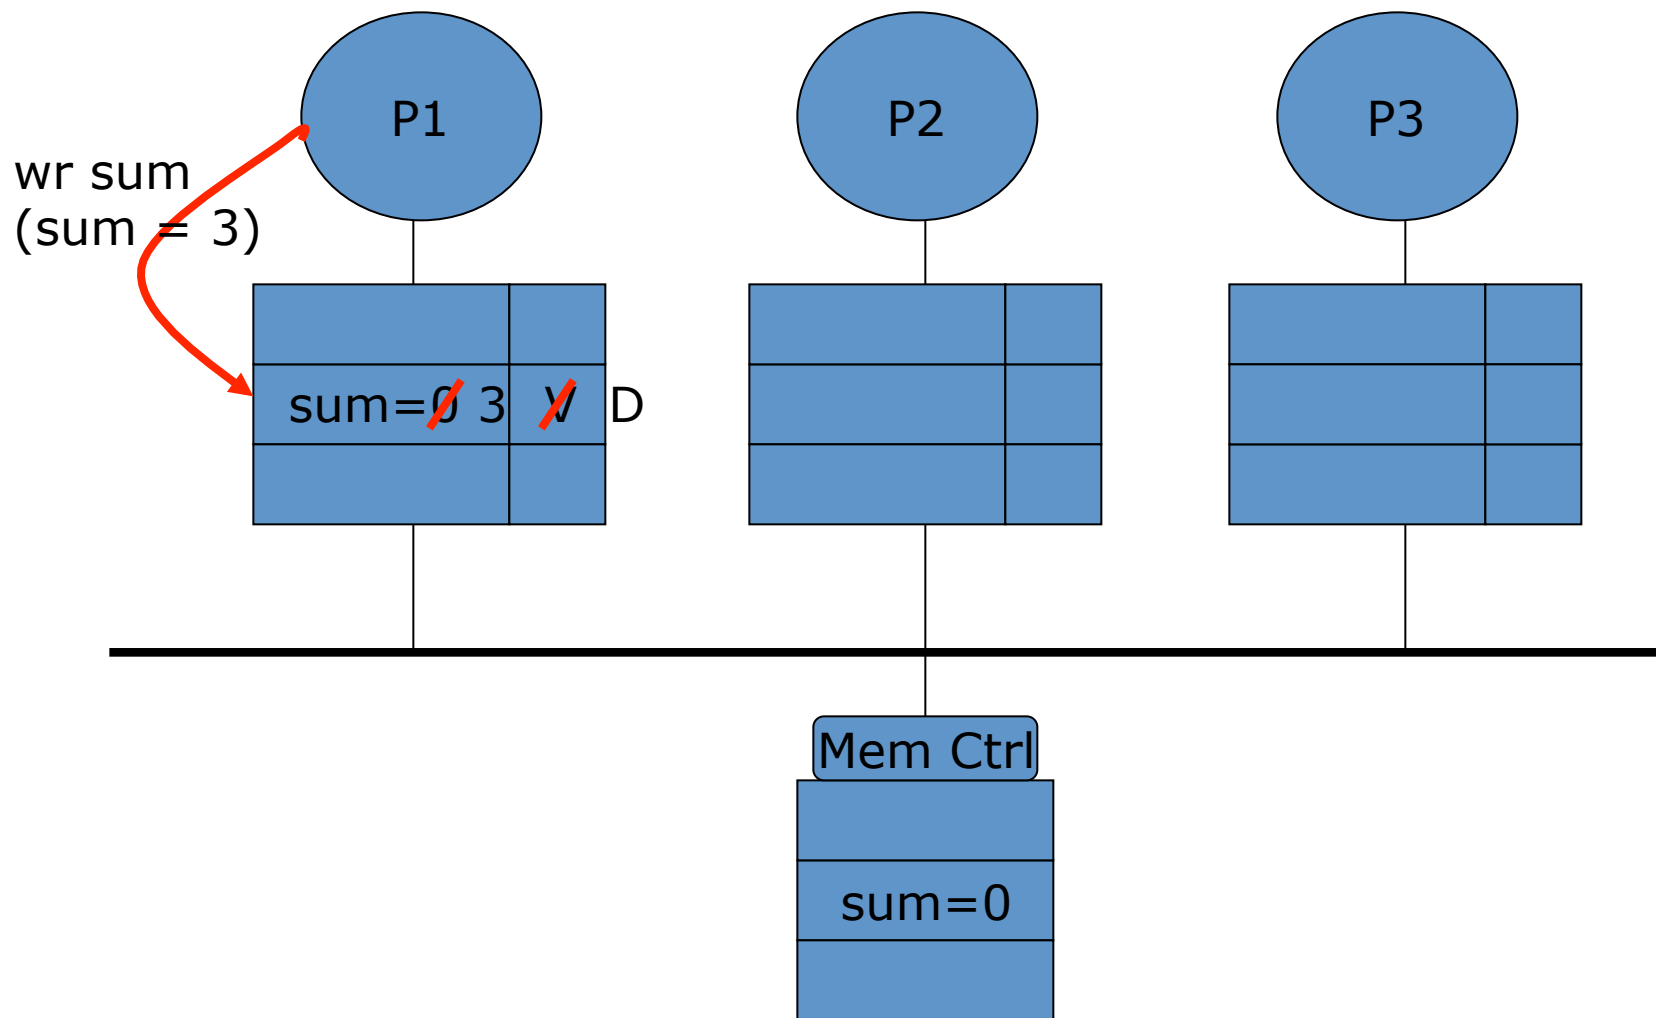 P1
P2
P3
wr sum
(sum = 3)
sum=0 3 V D
Mem Ctrl
sum=0